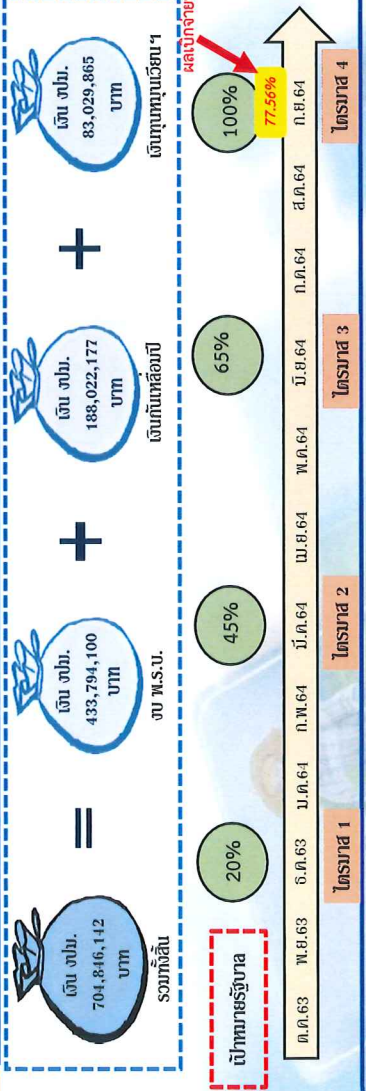 เงิน งปม.
704,846,142
บาท
รวมทั้งสิ้น
=
เงิน งปม.
433,794,100
บาท
งบ พ.ร.บ.
+
เงิน งปม.
188,022,177
บาท
เงินกันเหลื่อมปี
+
เงิน งปม.
83,029,865
บาท
เงินทุนหมุนเวียนฯ
เป้าหมายรัฐบาล
20%
45%
65%
100%
ผลเบิกจ่าย
77.56%
ต.ค.63 พ.ย.63 ธ.ค.63 ม.ค.64 ก.พ.64 มี.ค.64 เม.ย.64 พ.ค.64 มิ.ย.64 ก.ค.64 ส.ค.64 ก.ย.64
ไตรมาส 1
ไตรมาส 2
ไตรมาส 3
ไตรมาส 4